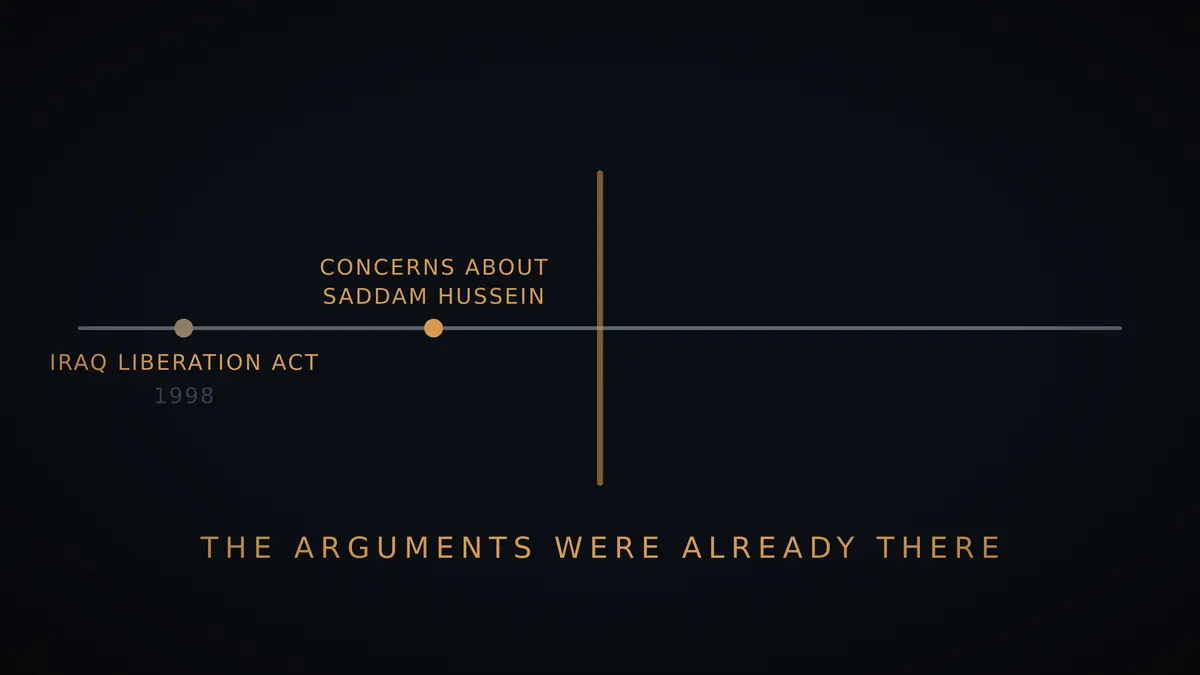 CONCERNS ABOUT
SADDAM HUSSEIN
IRAQ LIBERATION ACT
1998
THE ARGUMENTS WERE ALREADY THERE